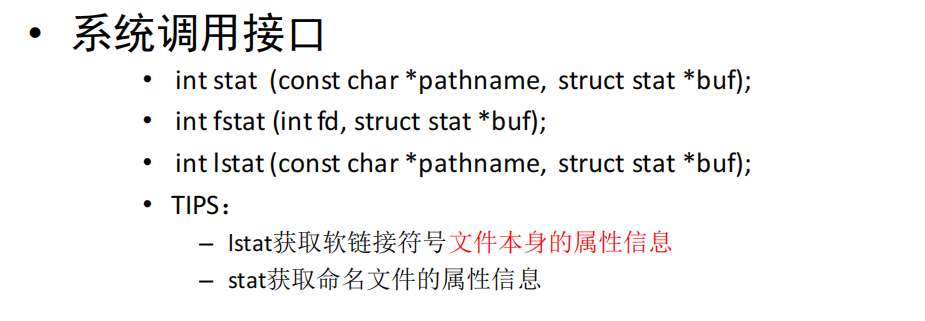 • 系统调用接口
• int stat (const char *pathname, struct stat *buf);
• int fstat (int fd, struct stat *buf);
• int lstat (const char *pathname, struct stat *buf);
• TIPS：
– lstat获取软链接符号文件本身的属性信息
– stat获取命名文件的属性信息